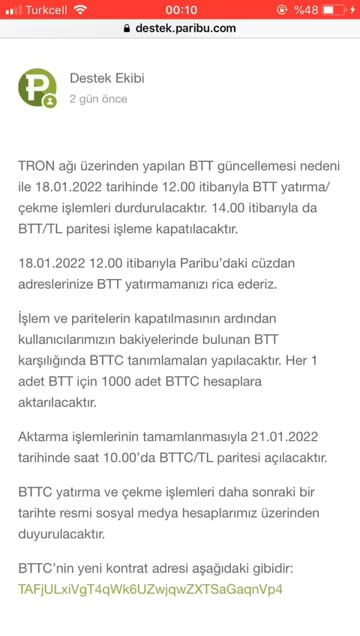 Turkcell 00:10 %48
destek.paribu.com
Destek Ekibi
2 gün önce
TRON ağı üzerinden yapılan BTT güncellemesi nedeni
ile 18.01.2022 tarihinde 12.00 itibarıyla BTT yatırma/
çekme işlemleri durdurulacaktır. 14.00 itibarıyla da
BTT/TL paritesi işleme kapatılacaktır.
18.01.2022 12.00 itibarıyla Paribu’daki cüzdan
adreslerinize BTT yatırmamanızı rica ederiz.
İşlem ve paritelerin kapatılmasının ardından
kullanıcılarımızın bakiyelerinde bulunan BTT
karşılığında BTTC tanımlamaları yapılacaktır. Her 1
adet BTT için 1000 adet BTTC hesaplara
aktarılacaktır.
Aktarma işlemlerinin tamamlanmasıyla 21.01.2022
tarihinde saat 10.00’da BTTC/TL paritesi açılacaktır.
BTTC yatırma ve çekme işlemleri daha sonraki bir
tarihte resmi sosyal medya hesaplarımız üzerinden
duyurulacaktır.
BTTC’nin yeni kontrat adresi aşağıdaki gibidir:
TAFjULxiVgT4qWk6UZwjqwZXTSaGaqnVp4